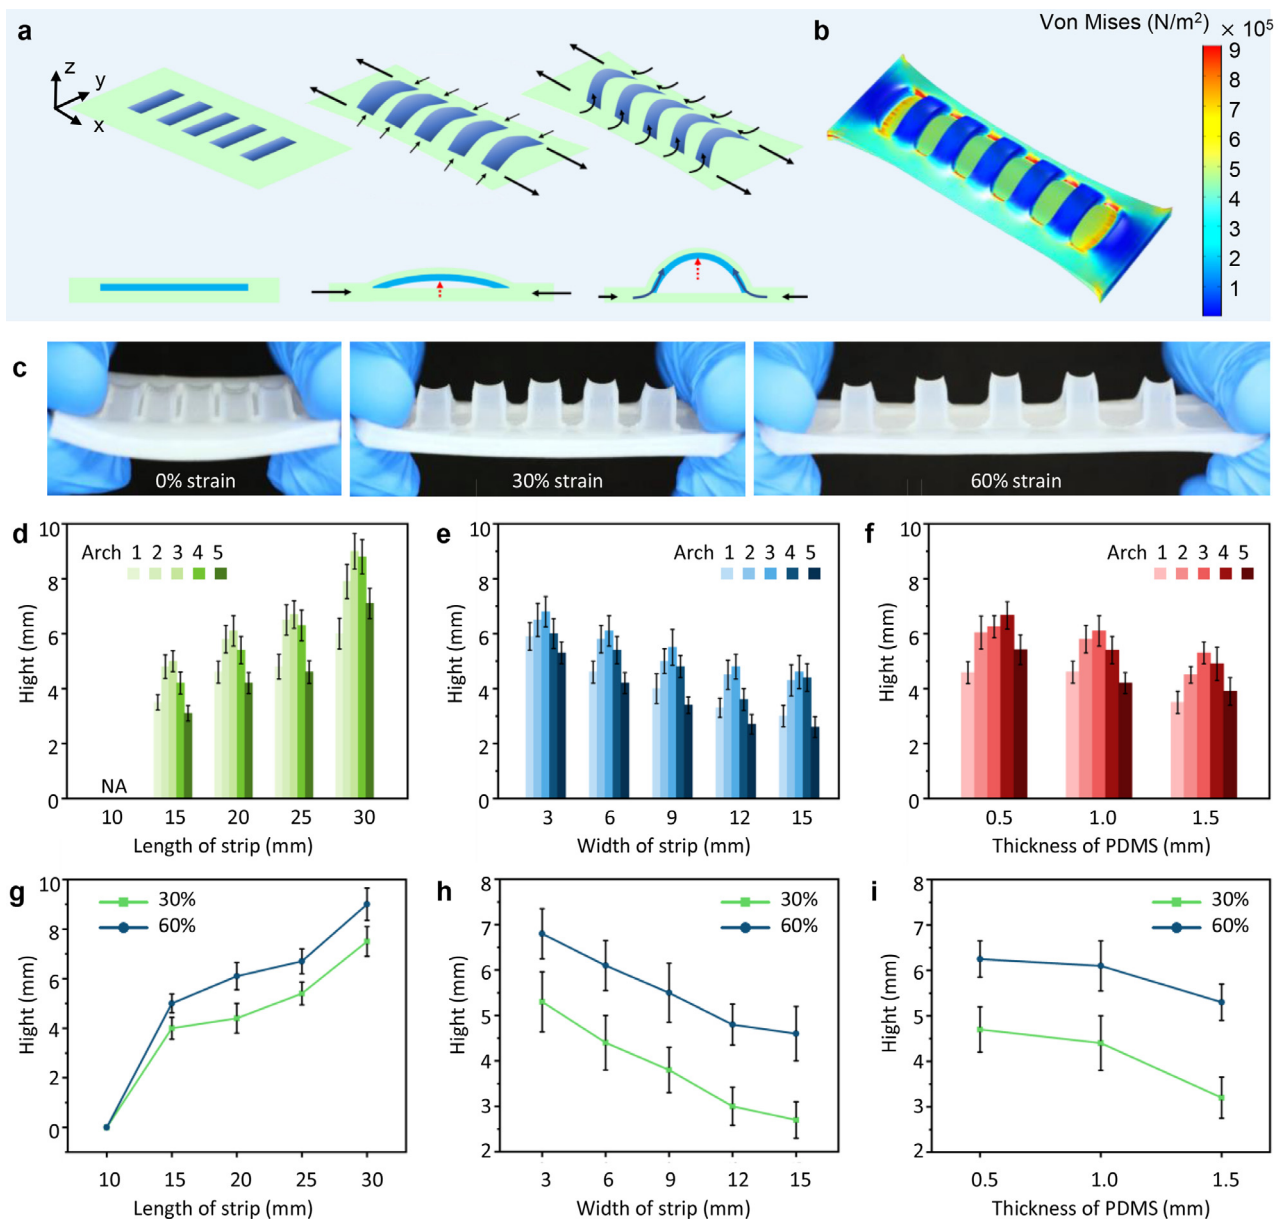 a
z
y
x
b
Von Mises (N/m²)
× 10⁵
9
8
7
6
5
4
3
2
1
c
0% strain
30% strain
60% strain
d
Hight (mm)
10
8
6
4
2
0
Arch 1 2 3 4 5
NA
10 15 20 25 30
Length of strip (mm)
e
Hight (mm)
10
8
6
4
2
0
Arch 1 2 3 4 5
3 6 9 12 15
Width of strip (mm)
f
Hight (mm)
10
8
6
4
2
0
Arch 1 2 3 4 5
0.5 1.0 1.5
Thickness of PDMS (mm)
g
Hight (mm)
10
8
6
4
2
0
30%
60%
10 15 20 25 30
Length of strip (mm)
h
Hight (mm)
8
7
6
5
4
3
2
30%
60%
3 6 9 12 15
Width of strip (mm)
i
Hight (mm)
8
7
6
5
4
3
2
30%
60%
0.5 1.0 1.5
Thickness of PDMS (mm)